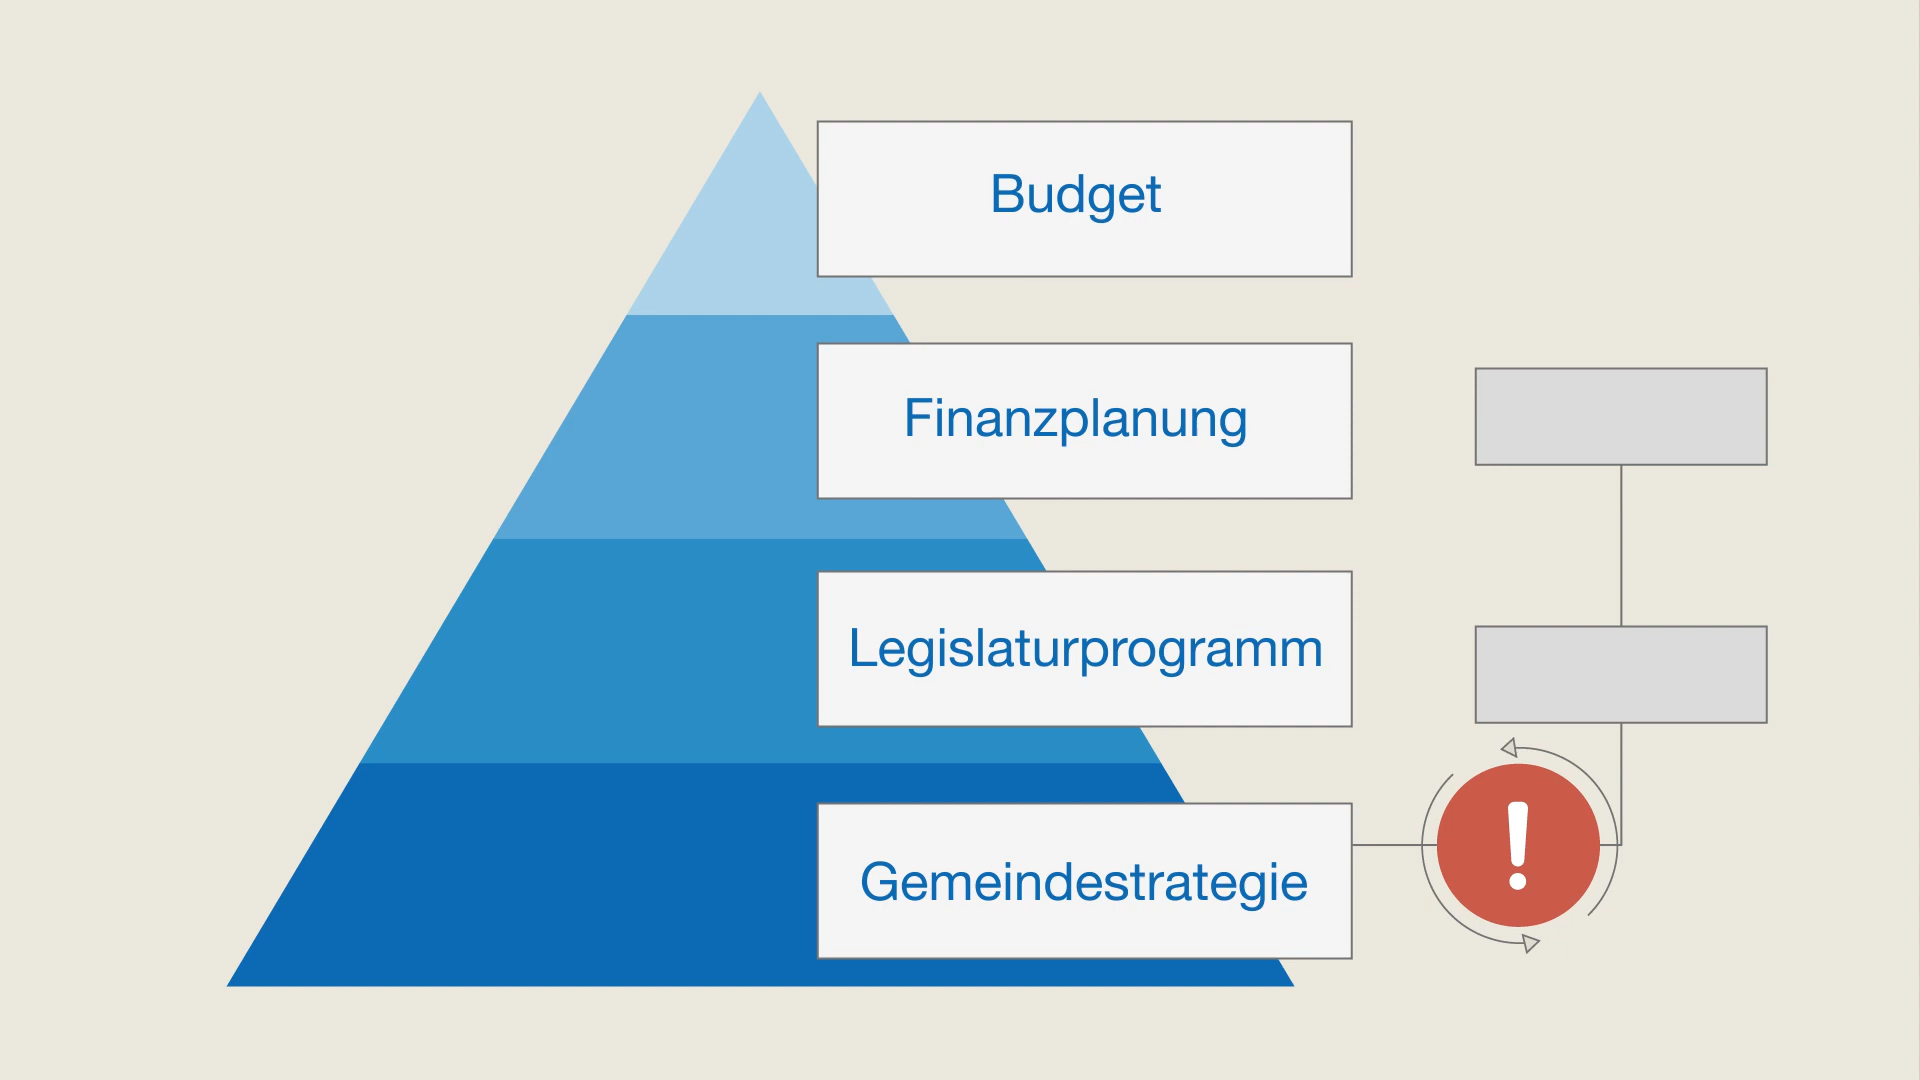 Budget
Finanzplanung
Legislaturprogramm
Gemeindestrategie
!